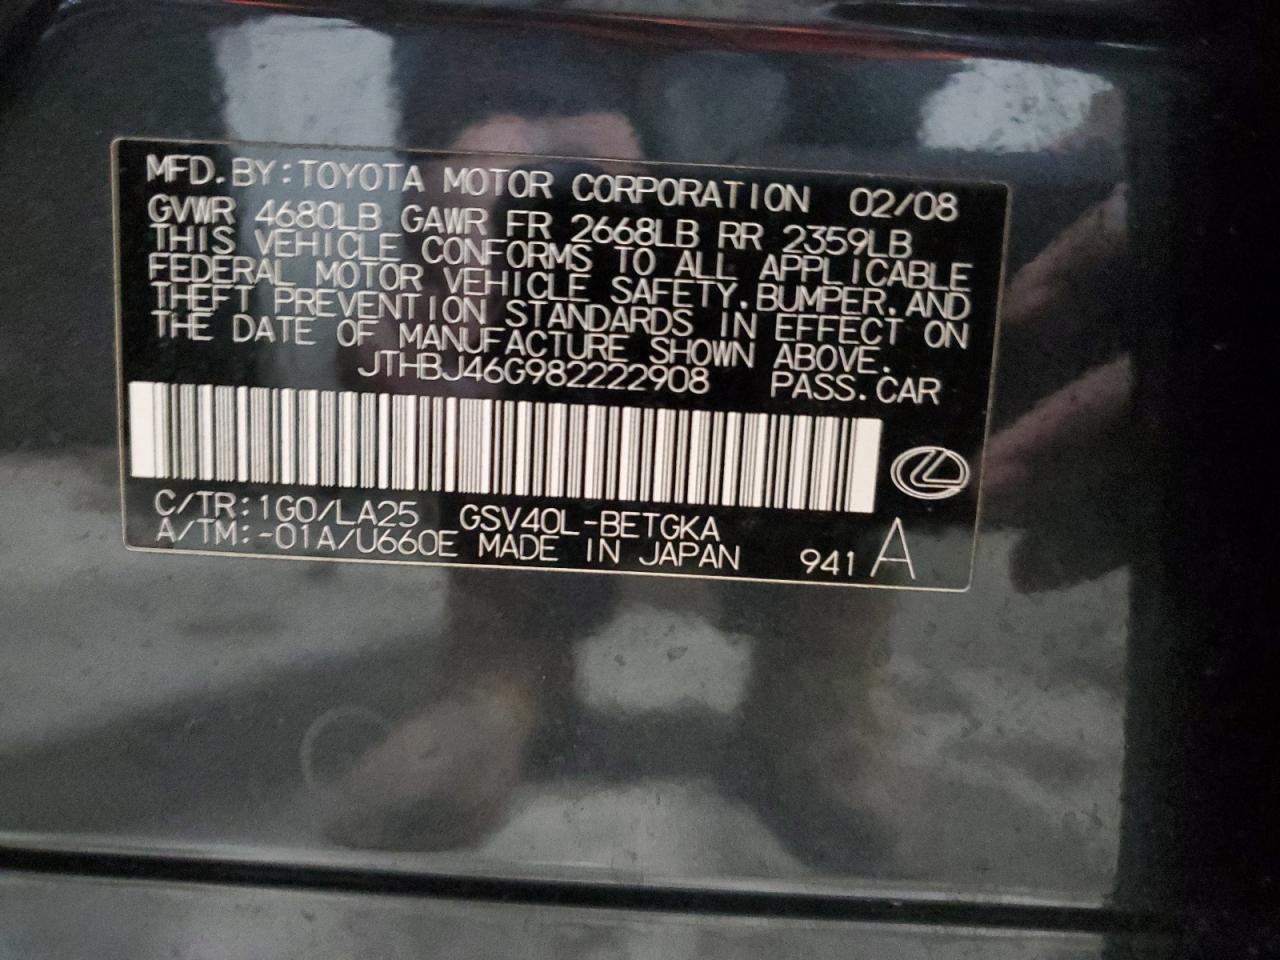 MFD.BY:TOYOTA MOTOR CORPORATION 02/08
GVWR 4680LB GAWR FR 2668LB RR 2359LB
THIS VEHICLE CONFORMS TO ALL APPLICABLE
FEDERAL MOTOR VEHICLE SAFETY.BUMPER.AND
THEFT PREVENTION STANDARDS IN EFFECT ON
THE DATE OF MANUFACTURE SHOWN ABOVE.
JTHBJ46G982222908 PASS.CAR
C/TR:1G0/LA25 GSV40L-BETGKA
A/TM:-01A/U660E MADE IN JAPAN 941 A